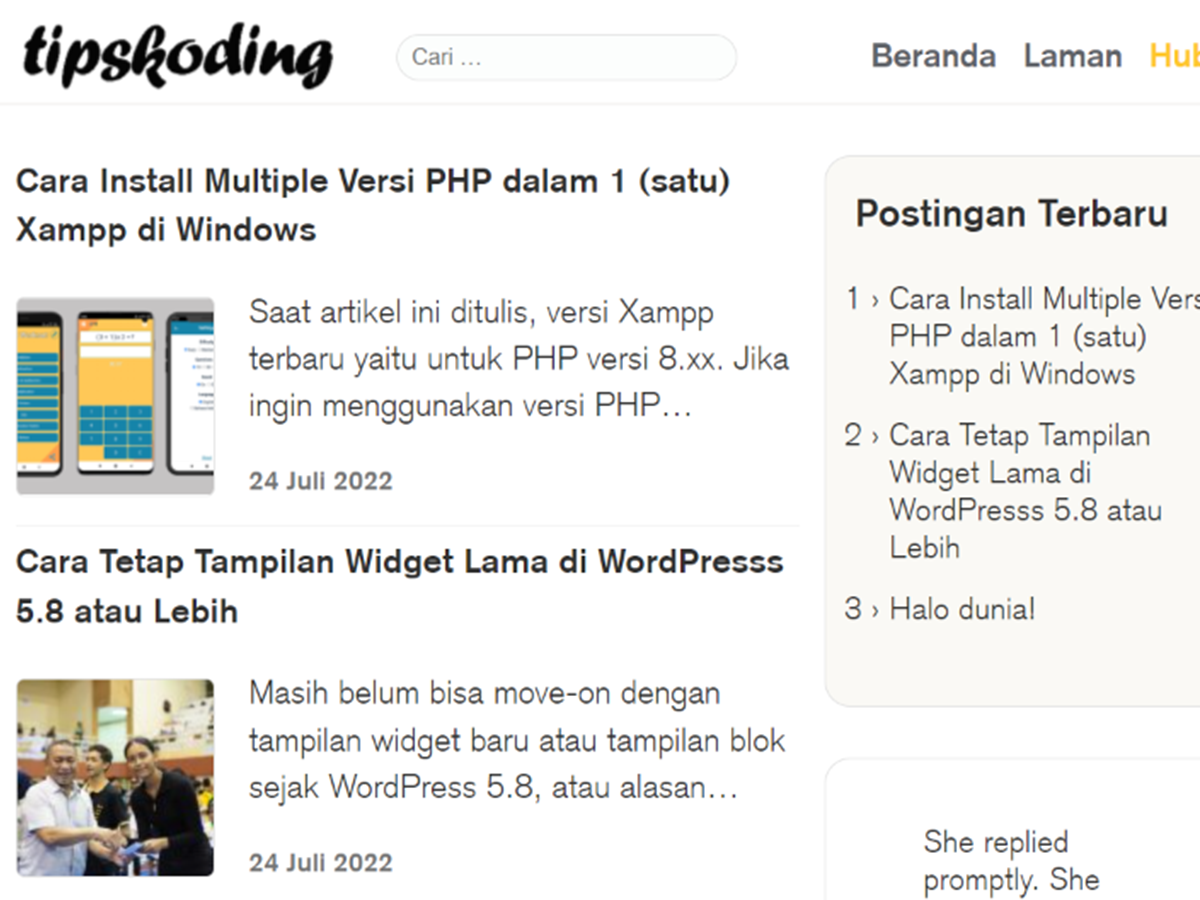 tipskoding
Cari ...
Beranda Laman Hub
Cara Install Multiple Versi PHP dalam 1 (satu)
Xampp di Windows
Saat artikel ini ditulis, versi Xampp
terbaru yaitu untuk PHP versi 8.xx. Jika
ingin menggunakan versi PHP...
24 Juli 2022
Cara Tetap Tampilan Widget Lama di WordPresss
5.8 atau Lebih
Masih belum bisa move-on dengan
tampilan widget baru atau tampilan blok
sejak WordPress 5.8, atau alasan...
24 Juli 2022
Postingan Terbaru
1 › Cara Install Multiple Vers
PHP dalam 1 (satu)
Xampp di Windows
2 › Cara Tetap Tampilan
Widget Lama di
WordPresss 5.8 atau
Lebih
3 › Halo dunia!
She replied
promptly. She